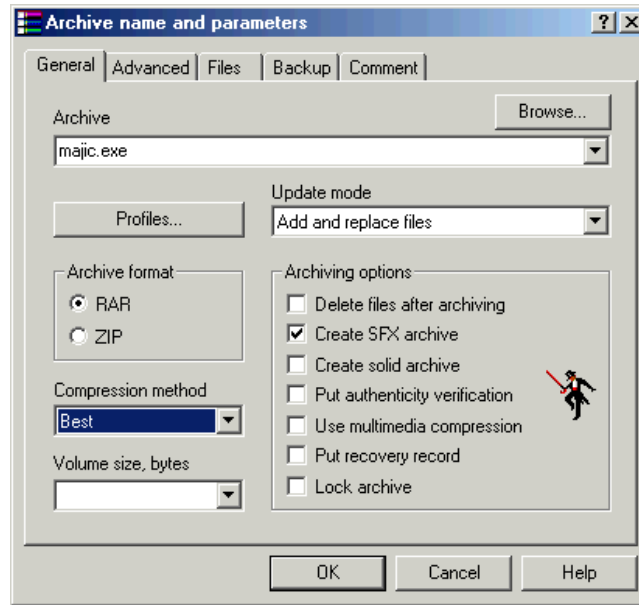 Archive name and parameters
General Advanced Files Backup Comment
Archive
Browse...
majic.exe
Profiles...
Update mode
Add and replace files
Archive format
RAR
ZIP
Compression method
Best
Volume size, bytes
Archiving options
Delete files after archiving
Create SFX archive
Create solid archive
Put authenticity verification
Use multimedia compression
Put recovery record
Lock archive
OK Cancel Help